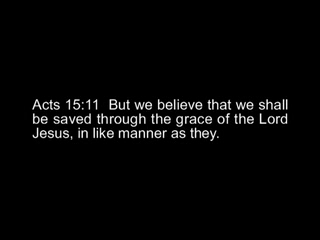 Acts 15:11  But we believe that we shall
be saved through the grace of the Lord
Jesus, in like manner as they.